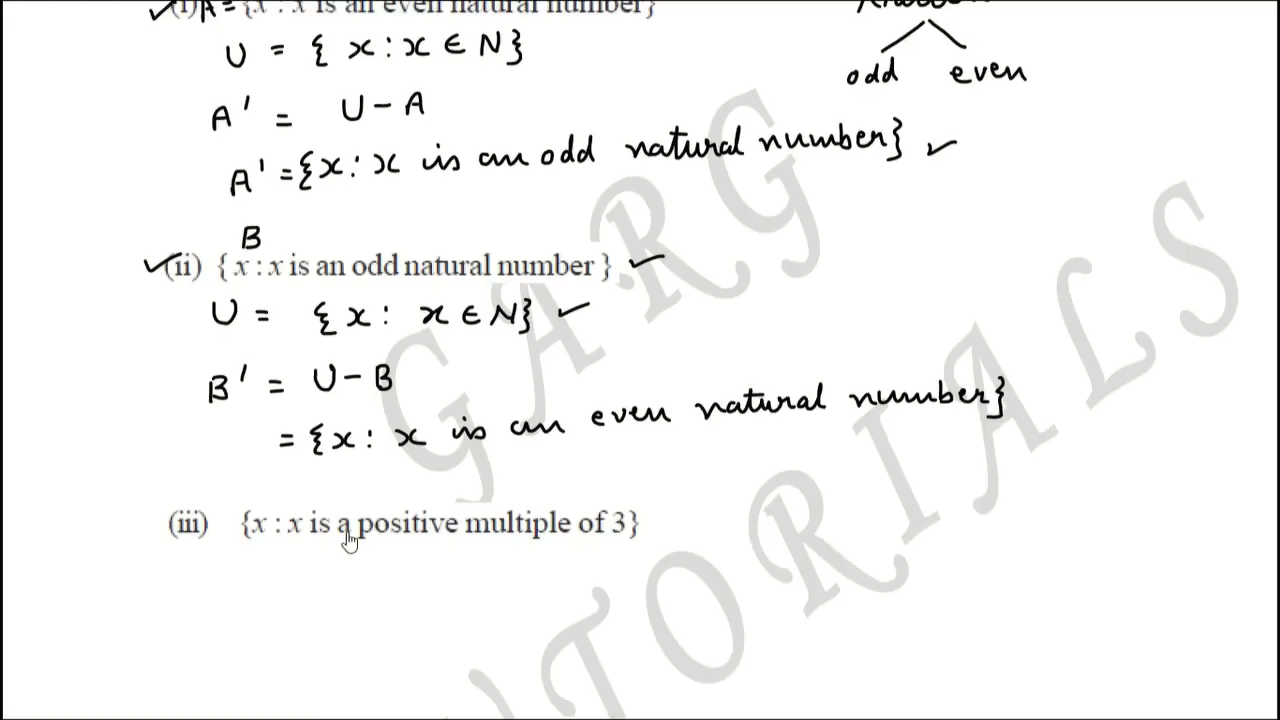 (i) A = {x : x is an even natural number}
U = { x : x ∈ N}
odd even
A' = U - A
A' = {x : x is an odd natural number}
B
(ii) { x : x is an odd natural number }
U = {x : x ∈ N}
B' = U - B
= {x : x is an even natural number}
(iii) {x : x is a positive multiple of 3}
GARG
TUTORIALS